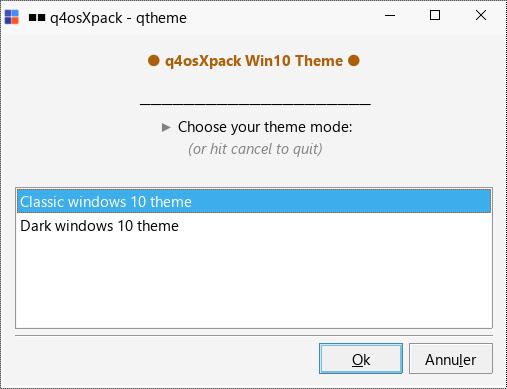 ■■ q4osXpack - qtheme
● q4osXpack Win10 Theme ●
_____________________
► Choose your theme mode:
(or hit cancel to quit)
Classic windows 10 theme
Dark windows 10 theme
Ok
Annuler